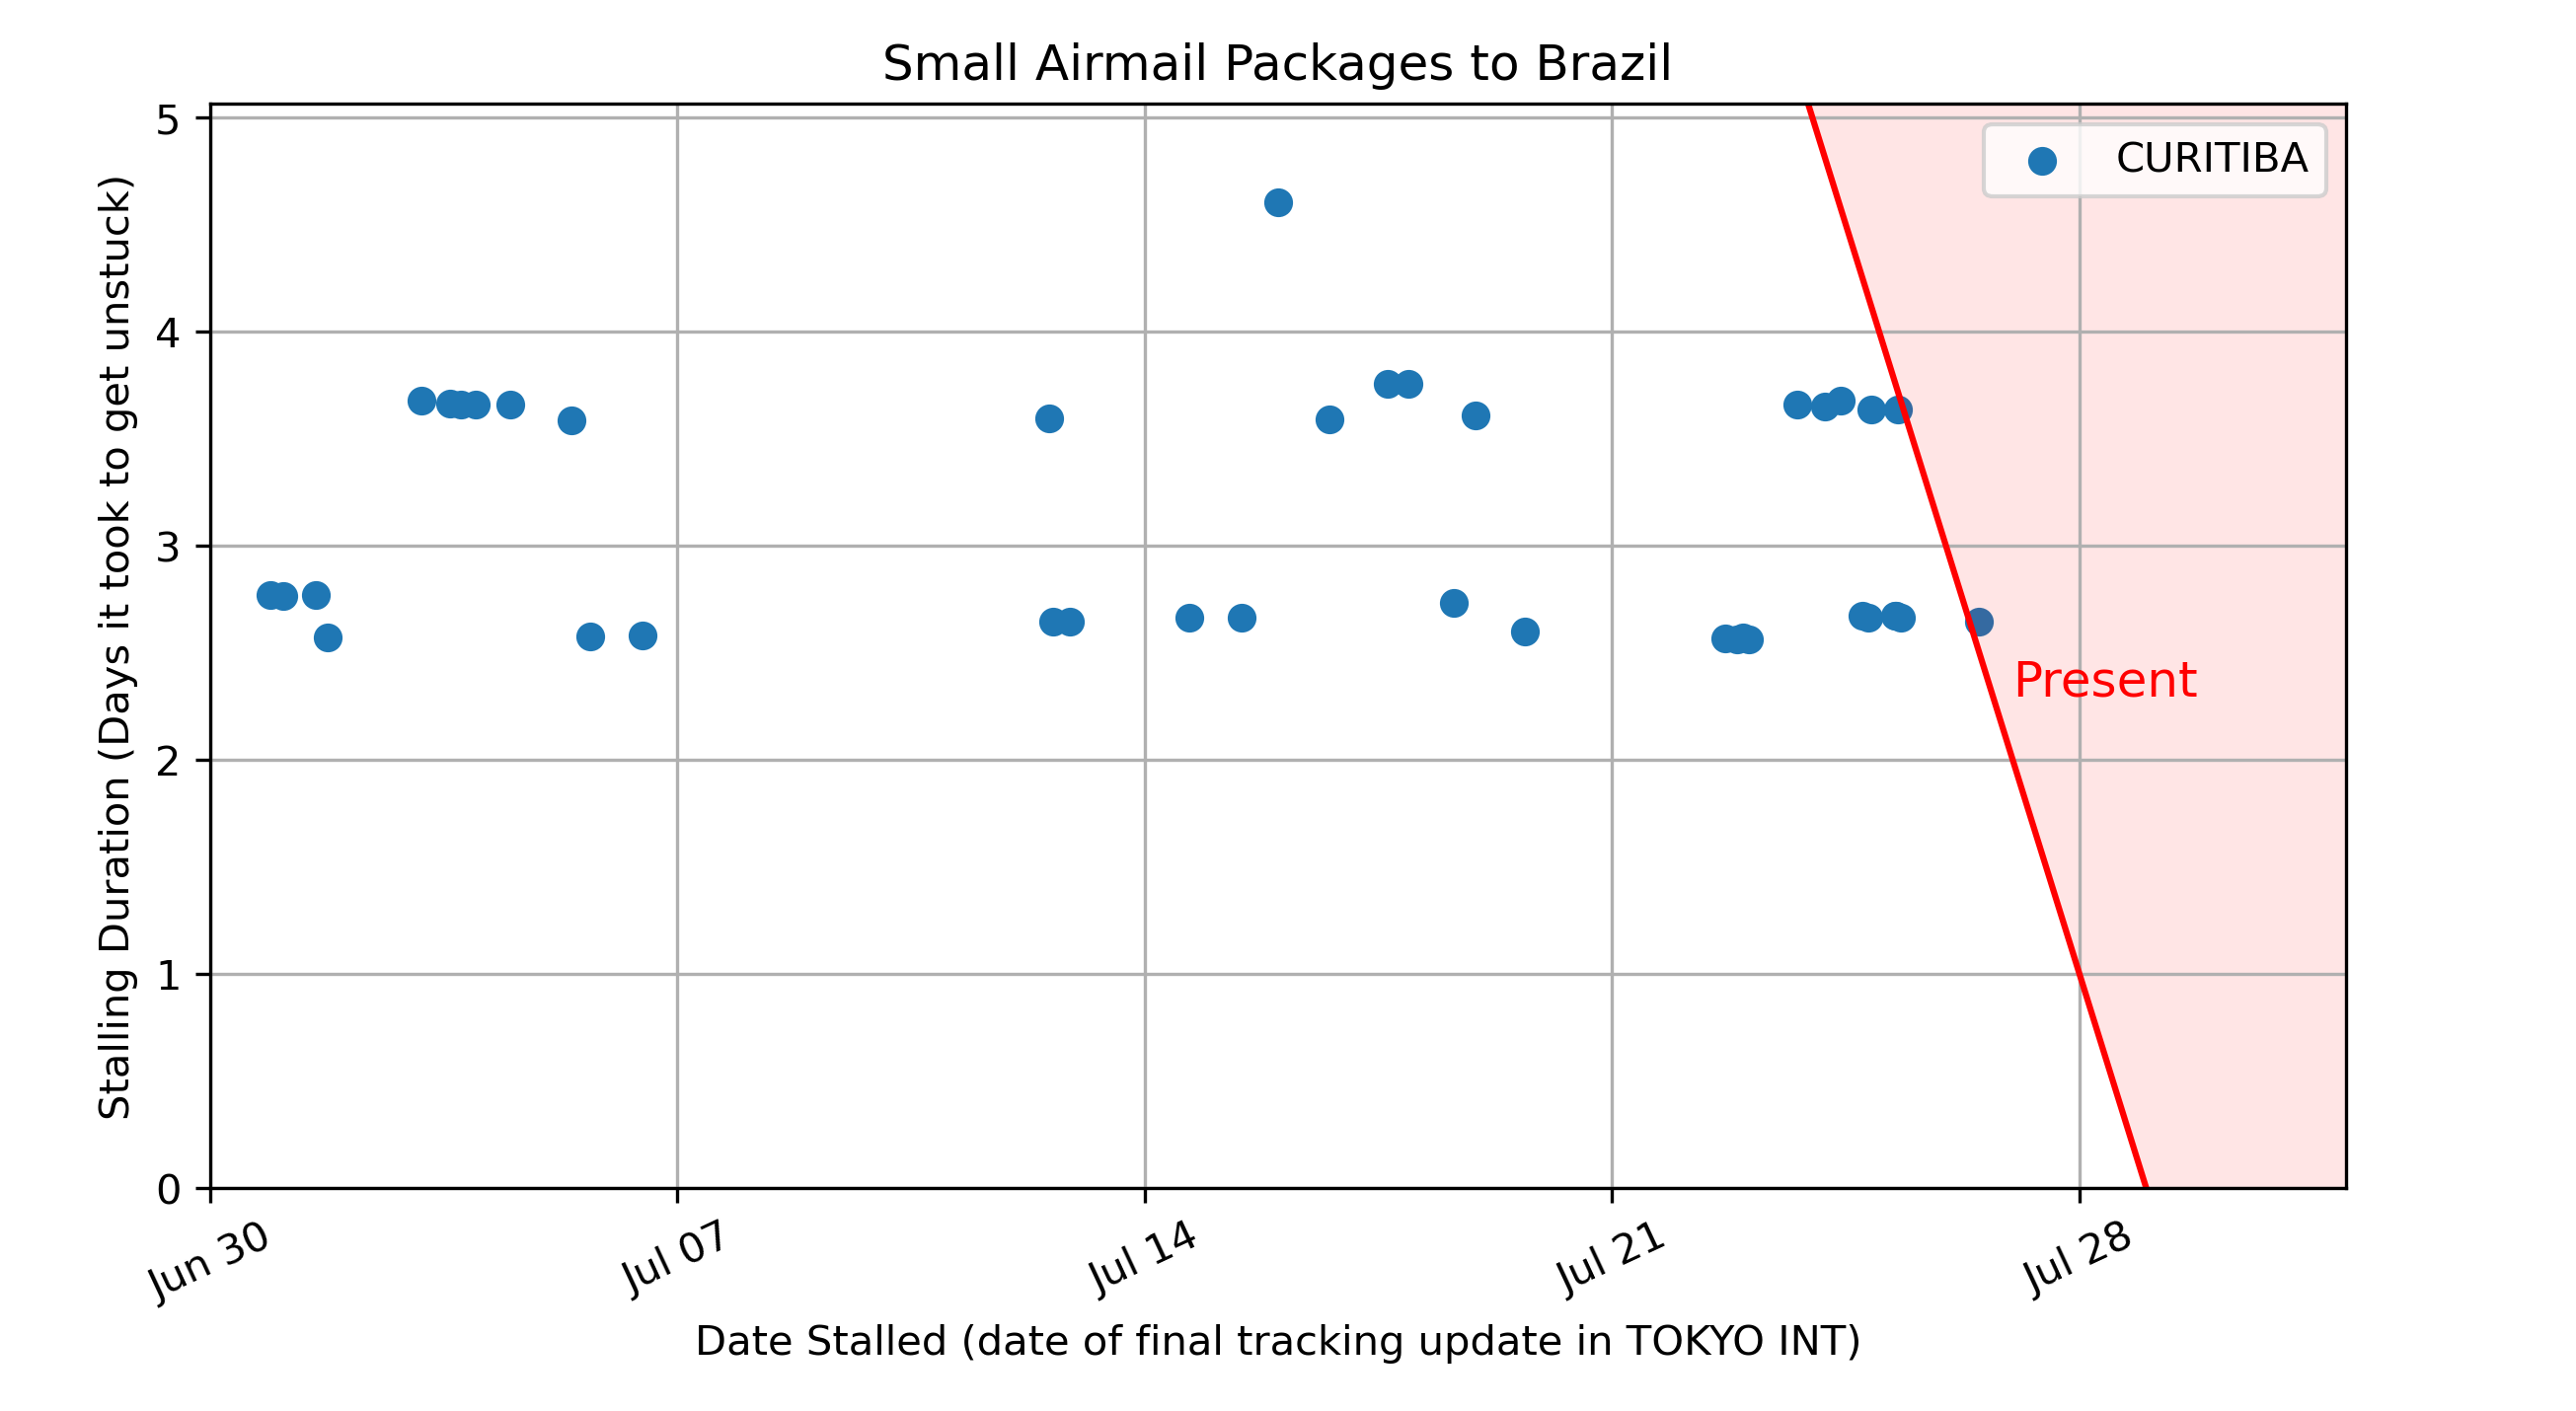 Small Airmail Packages to Brazil
Stalling Duration (Days it took to get unstuck)
5
4
3
2
1
0
CURITIBA
Present
Jun 30
Jul 07
Jul 14
Jul 21
Jul 28
Date Stalled (date of final tracking update in TOKYO INT)